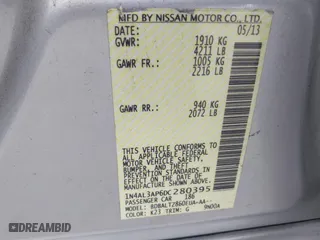 MFD BY NISSAN MOTOR CO., LTD.
DATE: 05/13
GVWR: 1910 KG
4211 LB
GAWR FR: 1005 KG
2216 LB
GAWR RR: 940 KG
2072 LB
THIS VEHICLE CONFORMS TO ALL
APPLICABLE FEDERAL MOTOR VEHICLE
SAFETY, BUMPER, AND THEFT
PREVENTION STANDARDS IN EFFECT
ON THE DATE OF MANUFACTURE
SHOWN ABOVE.
1N4AL3AP6DC280395
PASSENGER CAR 186
MODEL:
COLOR: K23 TRIM: G